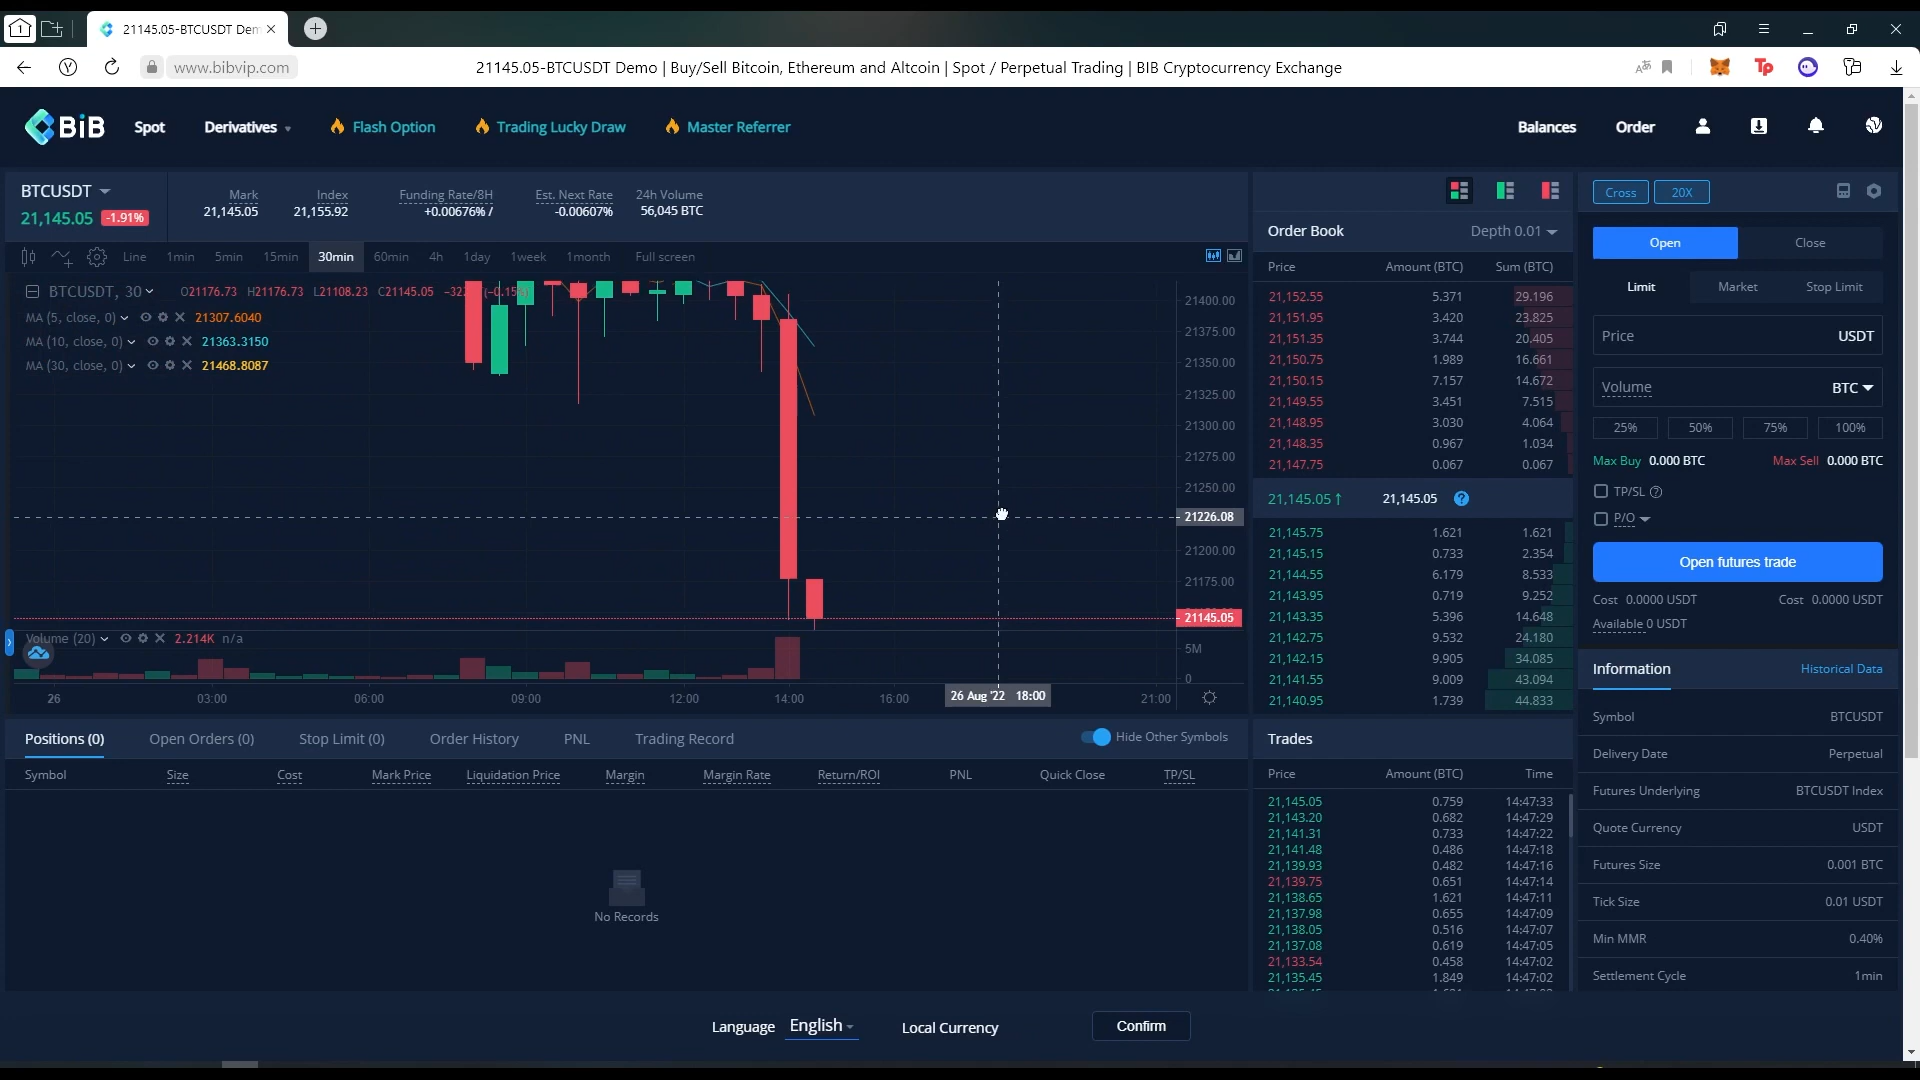 21145.05-BTCUSDT Dem
www.bibvip.com
21145.05-BTCUSDT Demo | Buy/Sell Bitcoin, Ethereum and Altcoin | Spot / Perpetual Trading | BIB Cryptocurrency Exchange
BiB Spot Derivatives Flash Option Trading Lucky Draw Master Referrer Balances Order
BTCUSDT
21,145.05 -1.91%
Mark Index Funding Rate/8H Est. Next Rate 24h Volume
21,145.05 21,155.92 +0.00676% / -0.00607% 56,045 BTC
Line 1min 5min 15min 30min 60min 4h 1day 1week 1month Full screen
BTCUSDT, 30 O21176.73 H21176.73 L21108.23 C21145.05
MA (5, close, 0) 21307.6040
MA (10, close, 0) 21363.3150
MA (30, close, 0) 21468.8087
21400.00
21375.00
21350.00
21325.00
21300.00
21275.00
21250.00
21226.08
21200.00
21175.00
21145.05
Volume (20) 2.214K n/a
5M
0
26 03:00 06:00 09:00 12:00 14:00 16:00 26 Aug '22 18:00 21:00
Order Book Depth 0.01
Price Amount (BTC) Sum (BTC)
21,152.55 5.371 29.196
21,151.95 3.420 23.825
21,151.35 3.744 20.405
21,150.75 1.989 16.661
21,150.15 7.157 14.672
21,149.55 3.451 7.515
21,148.95 3.030 4.064
21,148.35 0.967 1.034
21,147.75 0.067 0.067
21,145.05↑ 21,145.05 ?
21,145.75 1.621 1.621
21,145.15 0.733 2.354
21,144.55 6.179 8.533
21,143.95 0.719 9.252
21,143.35 5.396 14.648
21,142.75 9.532 24.180
21,142.15 9.905 34.085
21,141.55 9.009 43.094
21,140.95 1.739 44.833
Cross 20X
Open Close
Limit Market Stop Limit
Price USDT
Volume BTC
25% 50% 75% 100%
Max Buy 0.000 BTC Max Sell 0.000 BTC
TP/SL ?
P/O
Open futures trade
Cost 0.0000 USDT Cost 0.0000 USDT
Available 0 USDT
Information Historical Data
Symbol BTCUSDT
Delivery Date Perpetual
Futures Underlying BTCUSDT Index
Quote Currency USDT
Futures Size 0.001 BTC
Tick Size 0.01 USDT
Min MMR 0.40%
Settlement Cycle 1min
Positions (0) Open Orders (0) Stop Limit (0) Order History PNL Trading Record Hide Other Symbols
Symbol Size Cost Mark Price Liquidation Price Margin Margin Rate Return/ROI PNL Quick Close TP/SL
No Records
Trades
Price Amount (BTC) Time
21,145.05 0.759 14:47:33
21,143.20 0.682 14:47:29
21,141.31 0.733 14:47:22
21,141.48 0.486 14:47:18
21,139.93 0.482 14:47:16
21,139.75 0.651 14:47:14
21,138.65 1.621 14:47:11
21,137.98 0.655 14:47:09
21,138.05 0.516 14:47:07
21,137.08 0.619 14:47:05
21,133.54 0.458 14:47:02
21,135.45 1.849 14:47:02
Language English Local Currency Confirm